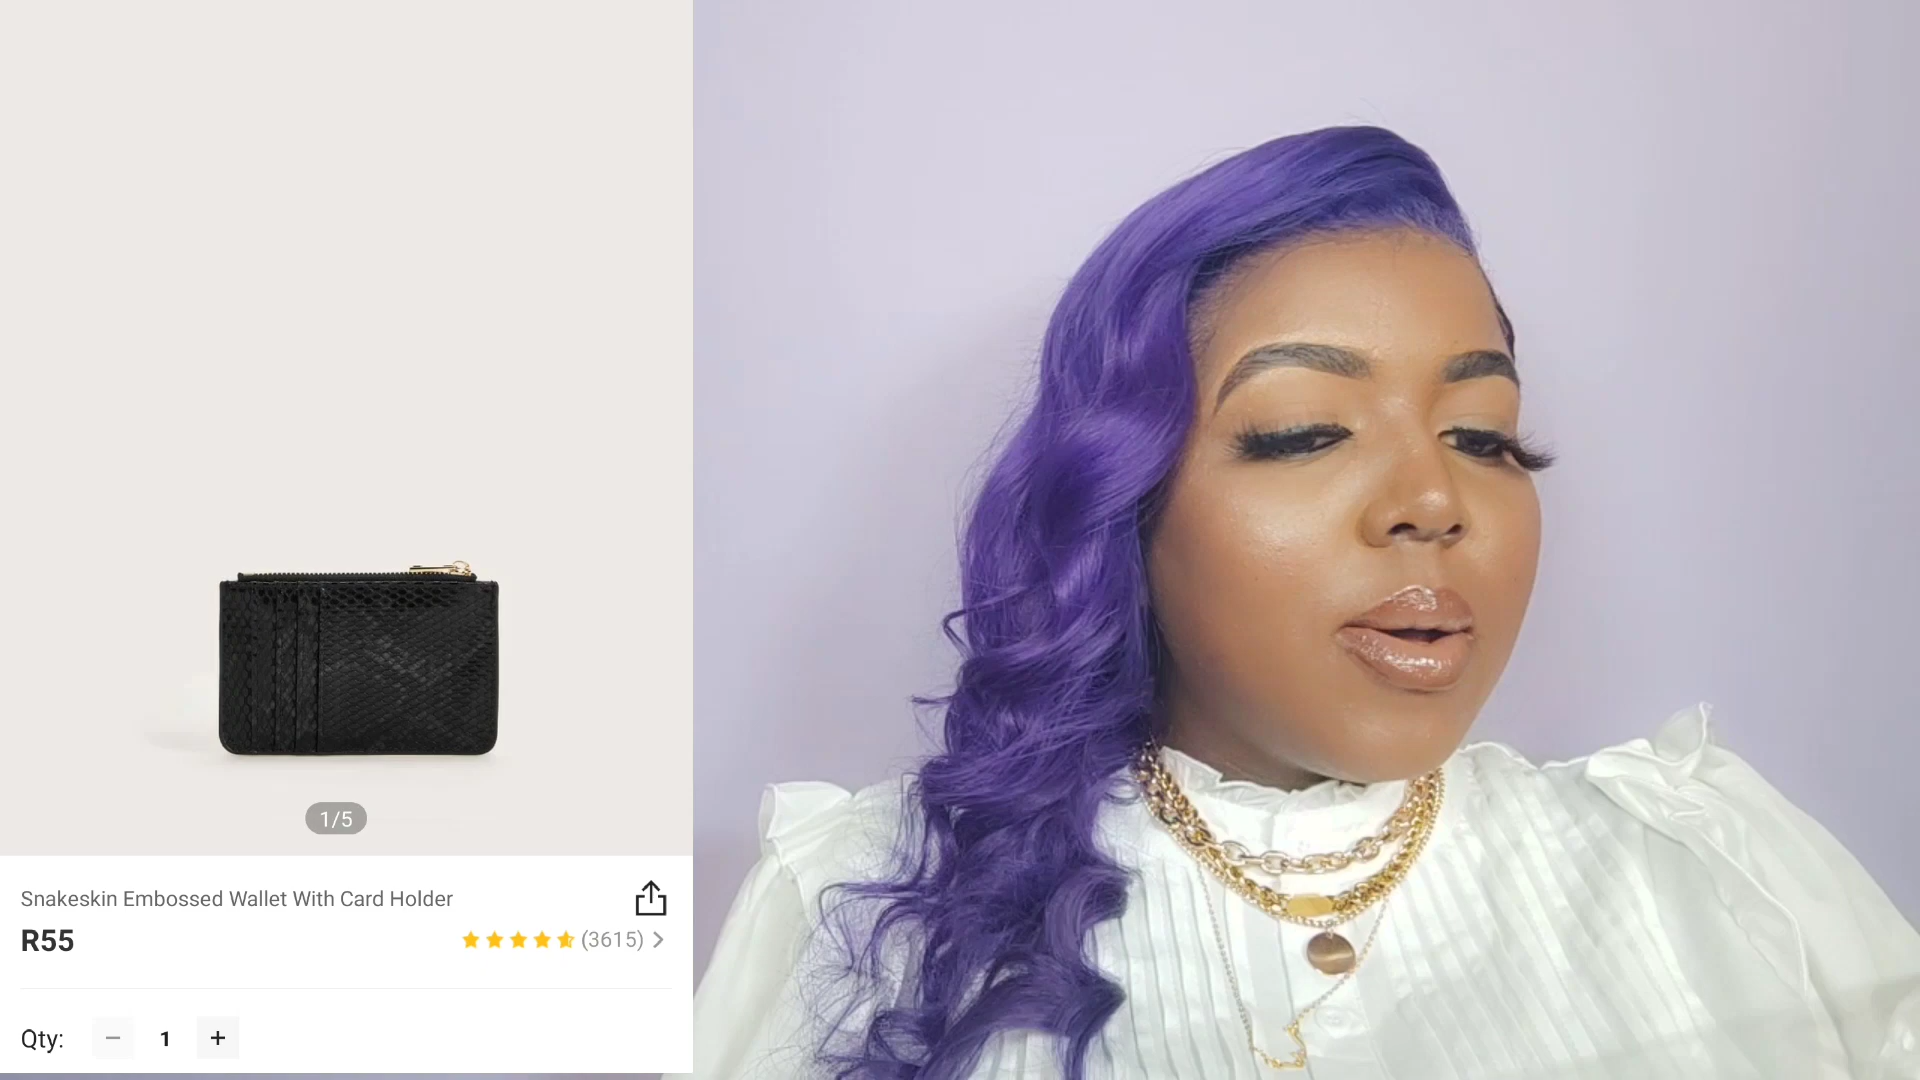 1/5
Snakeskin Embossed Wallet With Card Holder
R55
(3615)
Qty: − 1 +